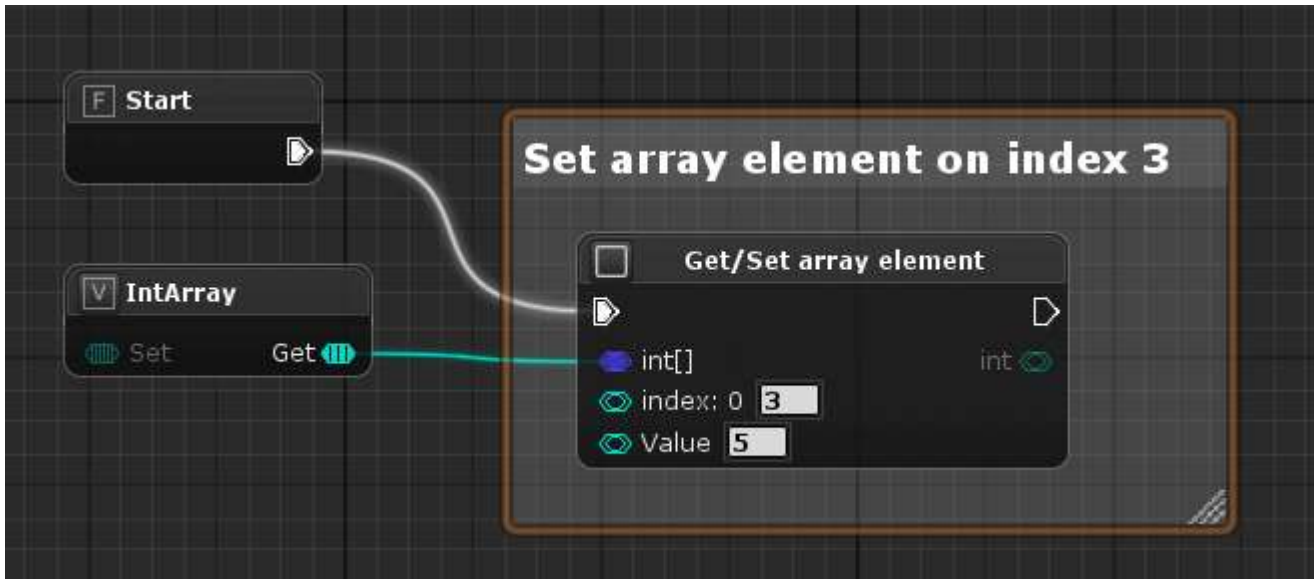 F Start
Set array element on index 3
Get/Set array element
V IntArray
Set Get
int[] int
index: 0 3
Value 5